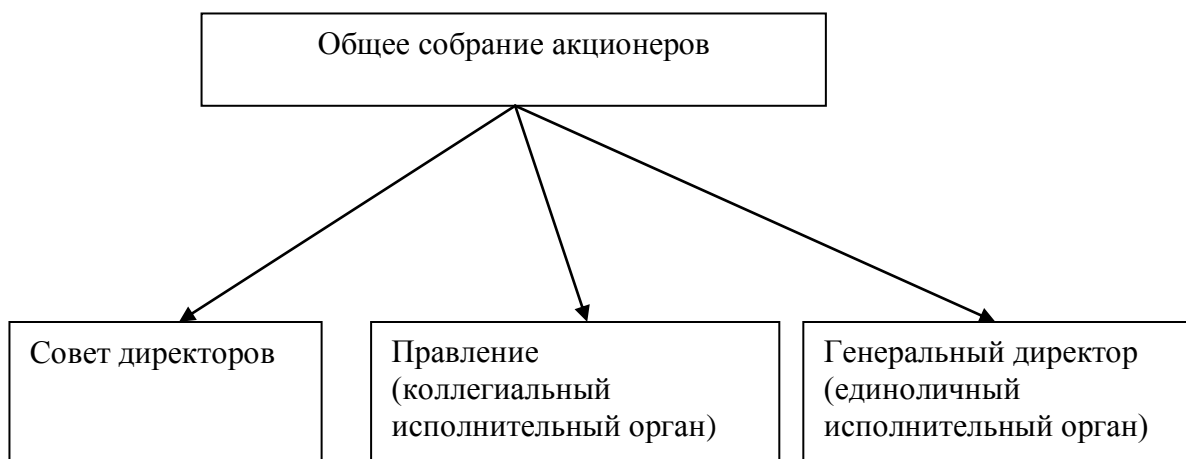 Общее собрание акционеров
Совет директоров
Правление
(коллегиальный
исполнительный орган)
Генеральный директор
(единоличный
исполнительный орган)